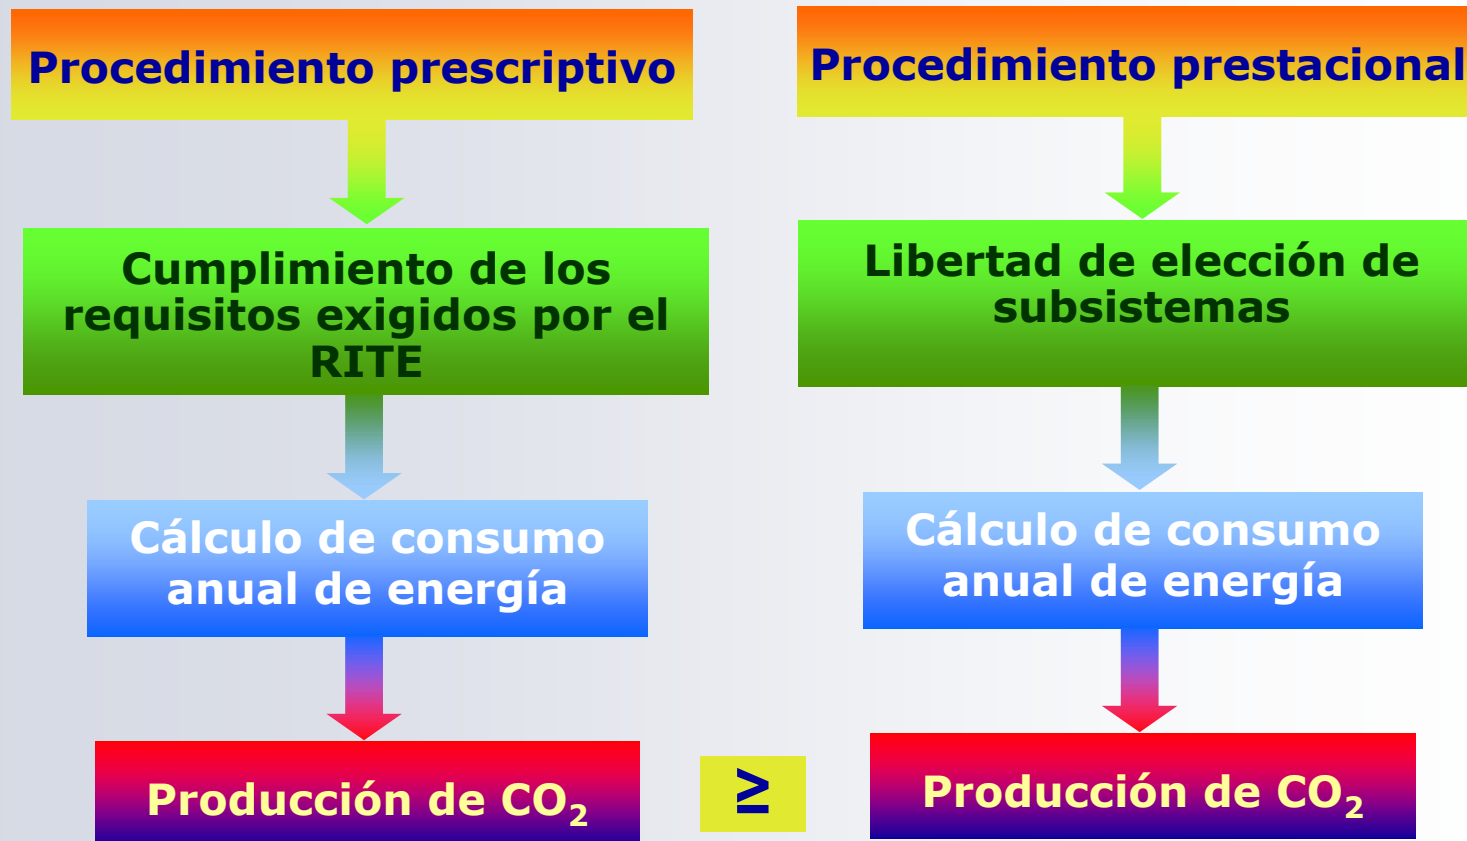 Procedimiento prescriptivo
Cumplimiento de los
requisitos exigidos por el
RITE
Cálculo de consumo
anual de energía
Producción de CO₂
≥
Procedimiento prestacional
Libertad de elección de
subsistemas
Cálculo de consumo
anual de energía
Producción de CO₂